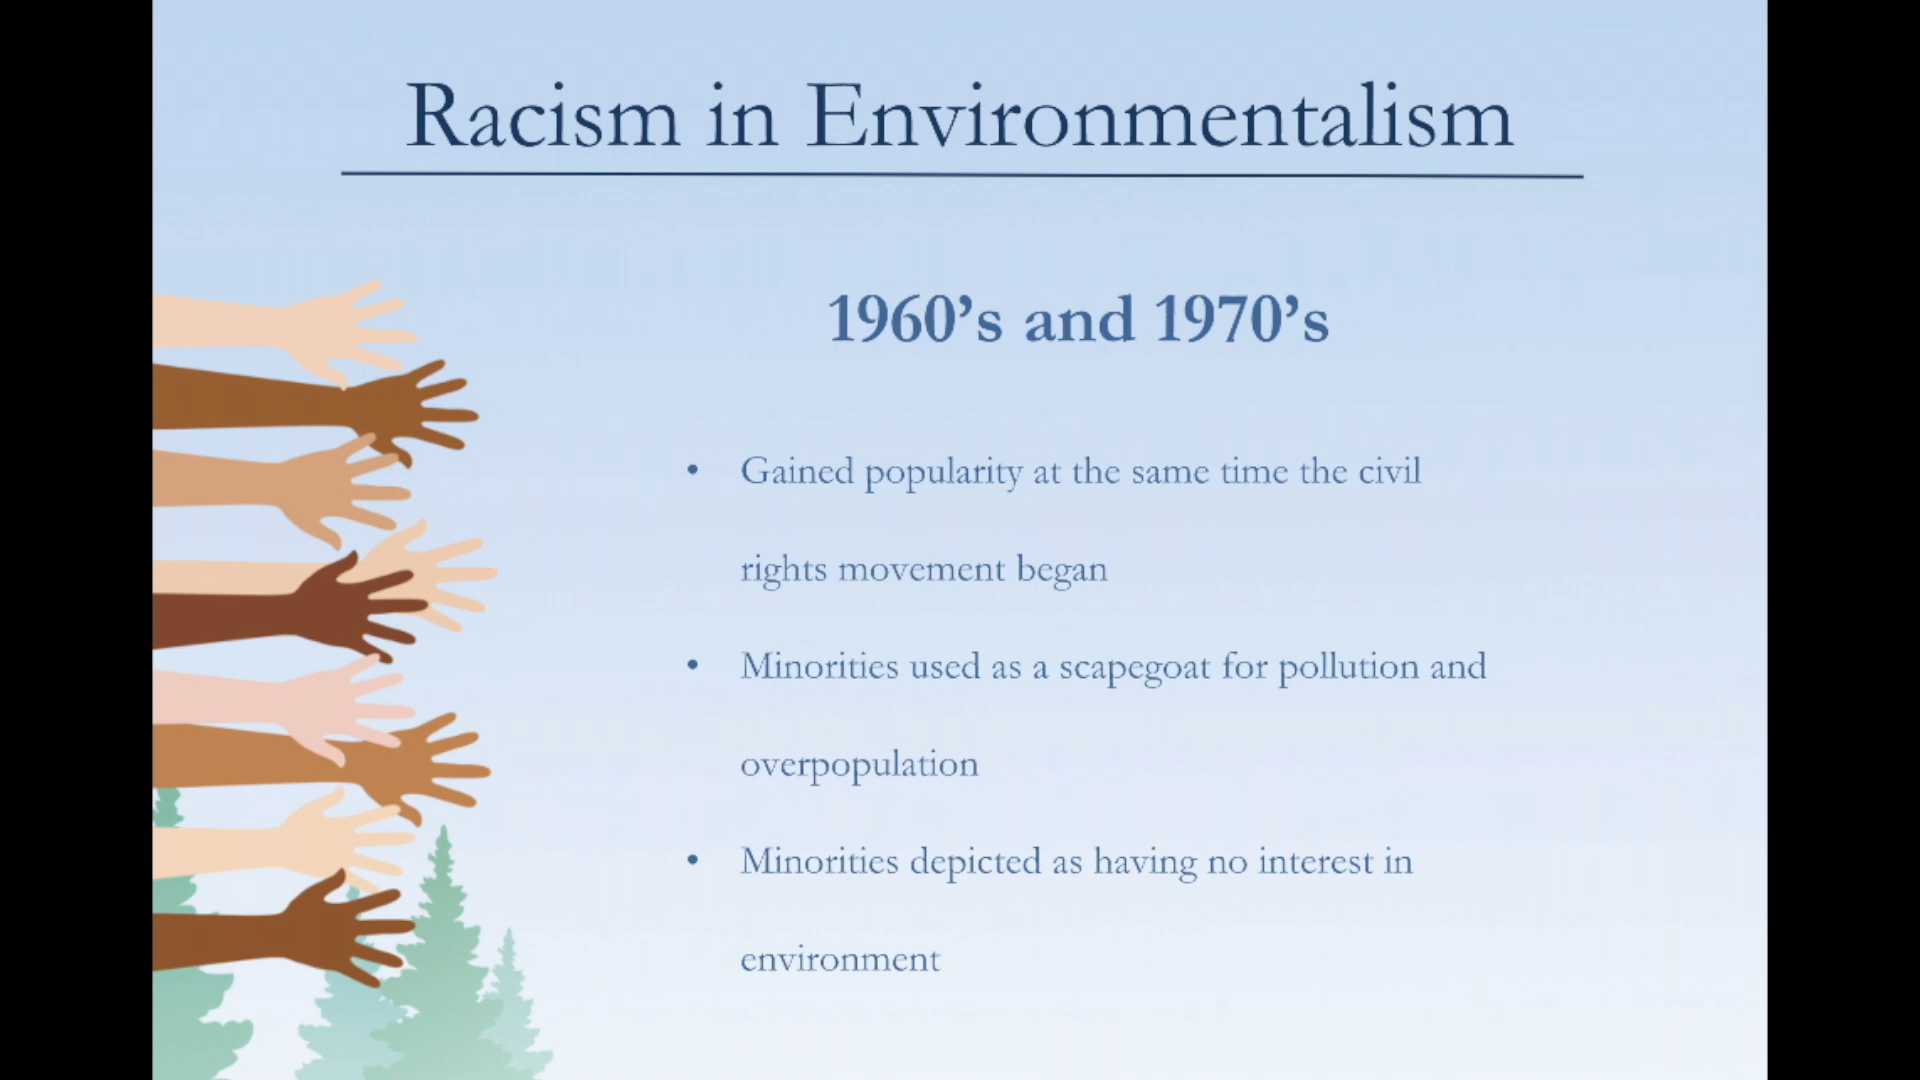 Racism in Environmentalism
1960’s and 1970’s
• Gained popularity at the same time the civil
rights movement began
• Minorities used as a scapegoat for pollution and
overpopulation
• Minorities depicted as having no interest in
environment